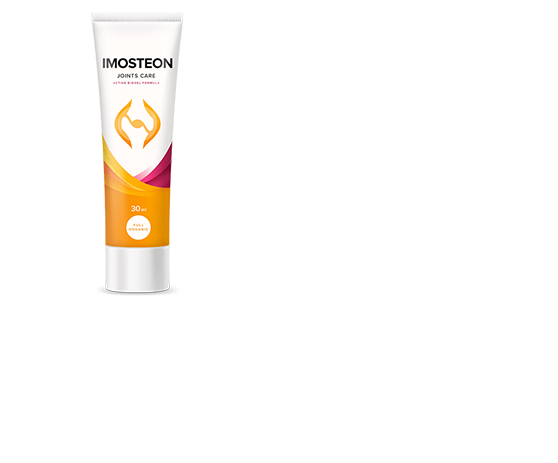 IMOSTEON
JOINTS CARE
ACTIVE BIOGEL FORMULA
30 ml
FULL
ORGANIC